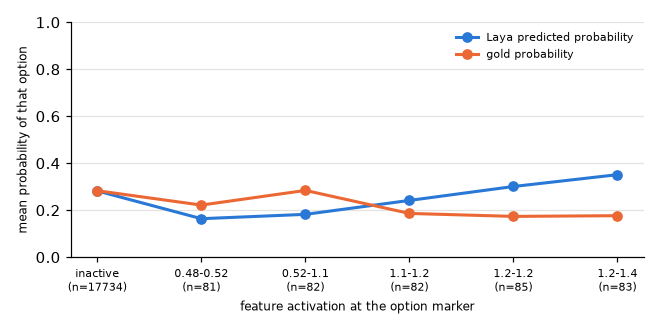 1.0
0.8
0.6
0.4
0.2
0.0
mean probability of that option
Laya predicted probability
gold probability
inactive
(n=17734)
0.48-0.52
(n=81)
0.52-1.1
(n=82)
1.1-1.2
(n=82)
1.2-1.2
(n=85)
1.2-1.4
(n=83)
feature activation at the option marker